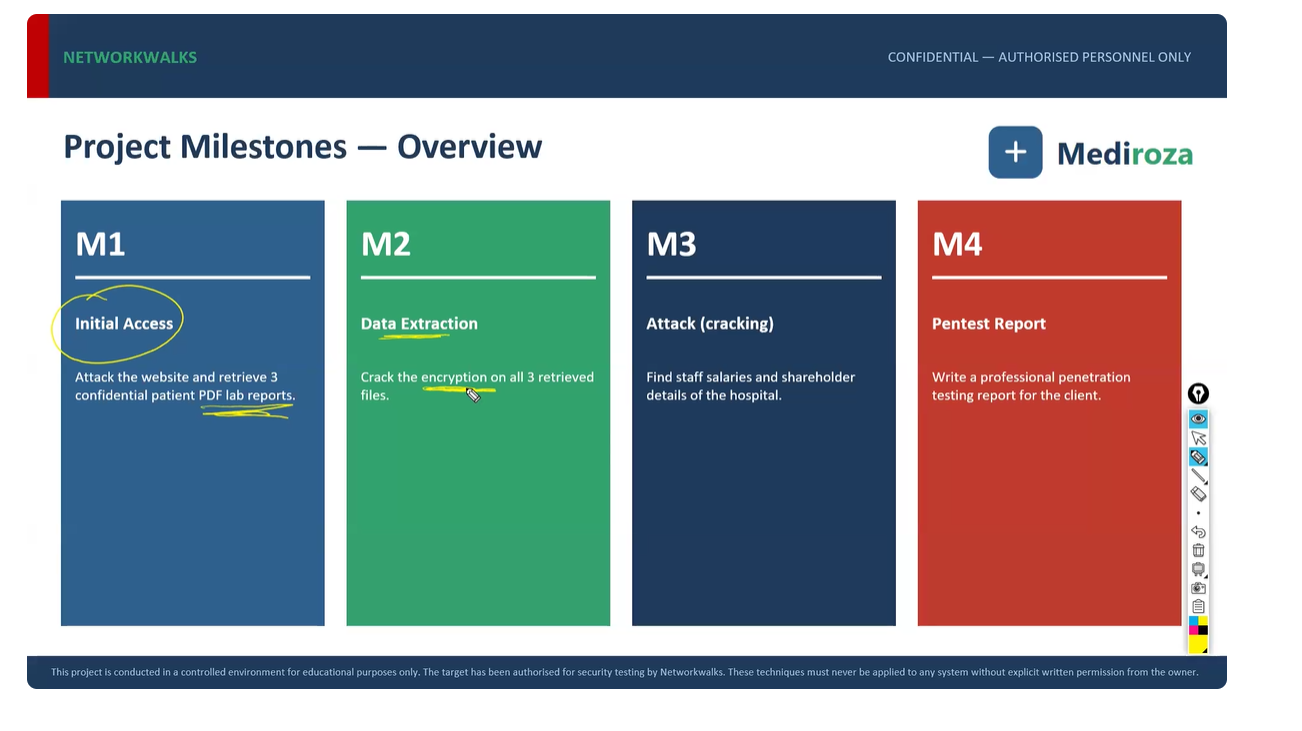 NETWORKWALKS
CONFIDENTIAL — AUTHORISED PERSONNEL ONLY
Project Milestones — Overview
Mediroza
M1
Initial Access
Attack the website and retrieve 3
confidential patient PDF lab reports.
M2
Data Extraction
Crack the encryption on all 3 retrieved
files.
M3
Attack (cracking)
Find staff salaries and shareholder
details of the hospital.
M4
Pentest Report
Write a professional penetration
testing report for the client.
This project is conducted in a controlled environment for educational purposes only. The target has been authorised for security testing by Networkwalks. These techniques must never be applied to any system without explicit written permission from the owner.